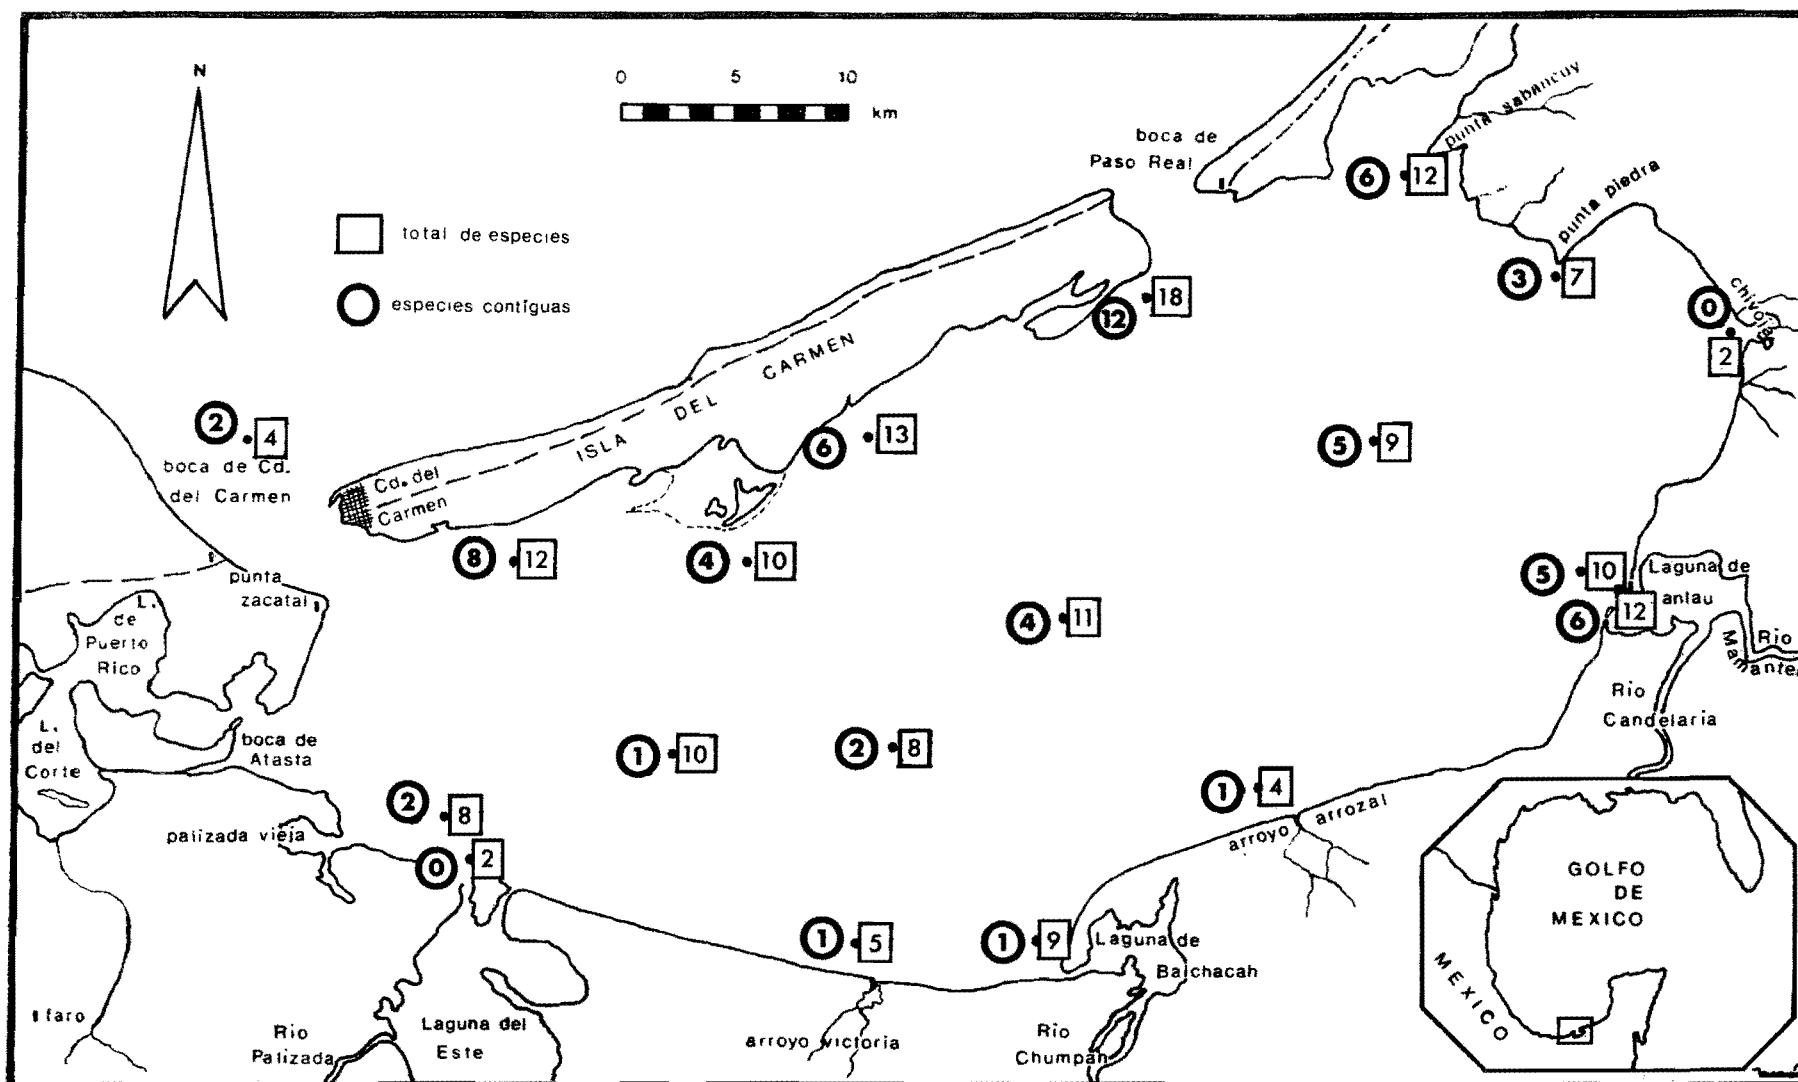 N
0 5 10
km
total de especies
especies contiguas
boca de
Paso Real
punta sabancuy
punta piedra
chivoja
6 12
3 7
0
2
12 18
ISLA DEL CARMEN
2 4
boca de Cd.
del Carmen
Cd. del
Carmen
6 13
5 9
8 12
4 10
punta
zacatal
5 10
Laguna de
antau
6 12
4 11
L.
de
Puerto
Rico
Rio
Mamante
Rio
Candelaria
L.
del
Corte
boca de
Atasta
1 10
2 8
1 4
arroyo arrozal
2 8
palizada vieja
0 2
1 5
1 9
Laguna de
Balchacah
faro
Rio
Palizada
Laguna del
Este
arroyo victoria
Rio
Chumpan
GOLFO
DE
MEXICO
MEXICO